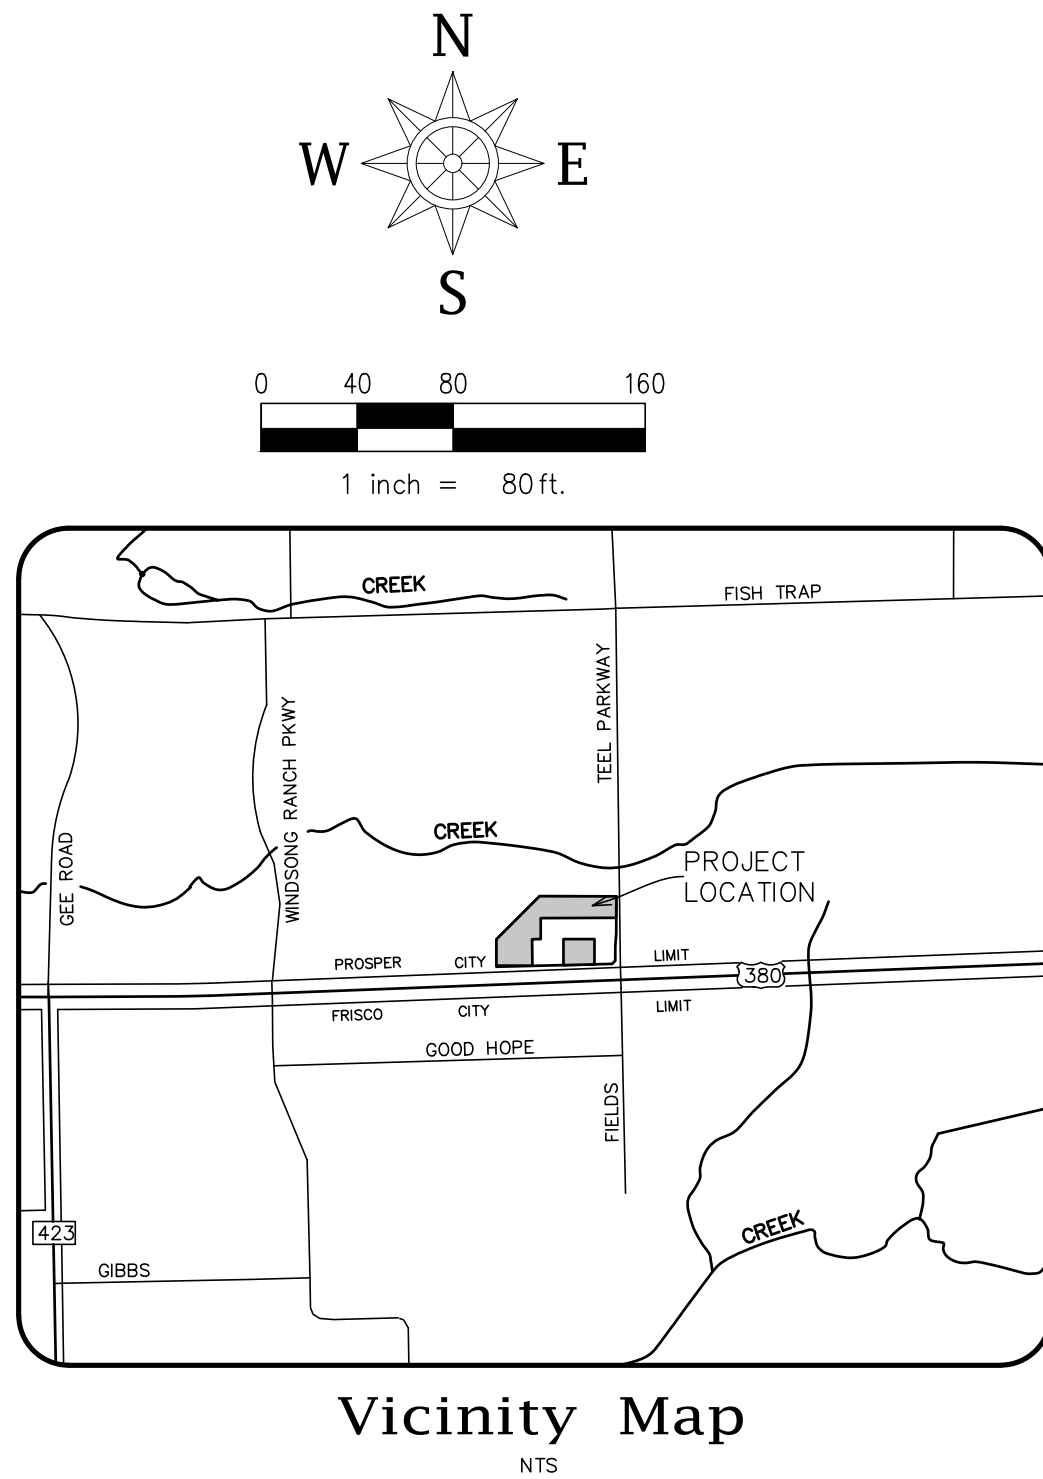 N
W E
S
0 40 80 160
1 inch = 80 ft.
CREEK
FISH TRAP
TEEL PARKWAY
WINDSONG RANCH PKWY
GEE ROAD
CREEK
PROJECT
LOCATION
PROSPER CITY LIMIT
380
FRISCO CITY LIMIT
GOOD HOPE
FIELDS
423
CREEK
GIBBS
Vicinity Map
NTS